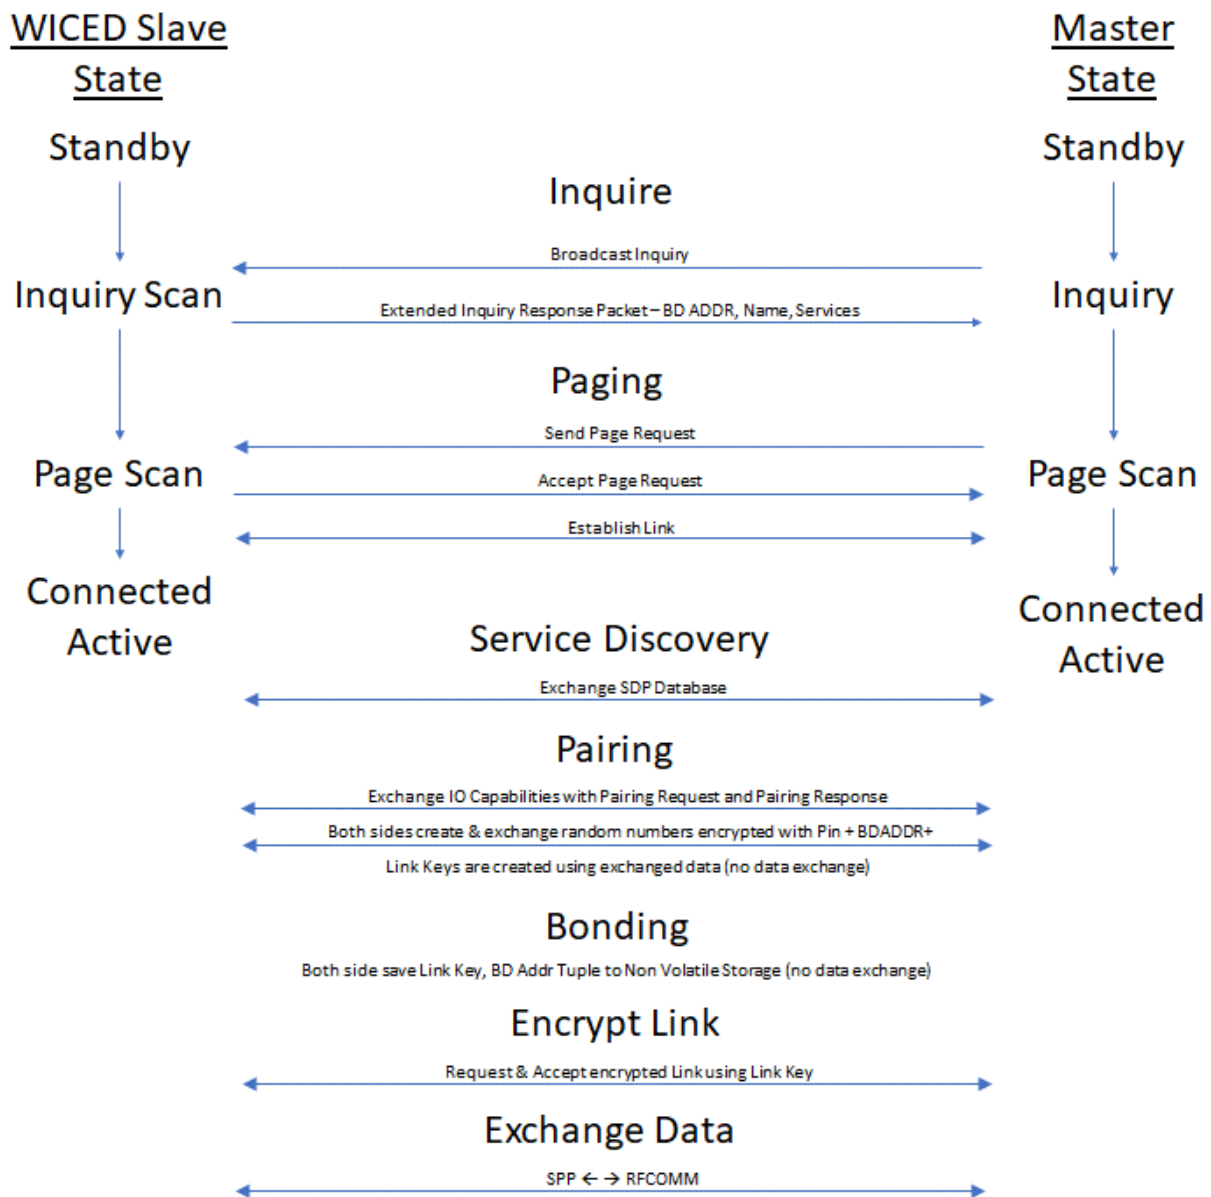 WICED Slave
State
Master
State
Standby
Standby
Inquire
Broadcast Inquiry
Inquiry Scan
Inquiry
Extended Inquiry Response Packet – BD ADDR, Name, Services
Paging
Send Page Request
Page Scan
Page Scan
Accept Page Request
Establish Link
Connected
Active
Connected
Active
Service Discovery
Exchange SDP Database
Pairing
Exchange IO Capabilities with Pairing Request and Pairing Response
Both sides create & exchange random numbers encrypted with Pin + BDADDR+
Link Keys are created using exchanged data (no data exchange)
Bonding
Both side save Link Key, BD Addr Tuple to Non Volatile Storage (no data exchange)
Encrypt Link
Request & Accept encrypted Link using Link Key
Exchange Data
SPP ← → RFCOMM